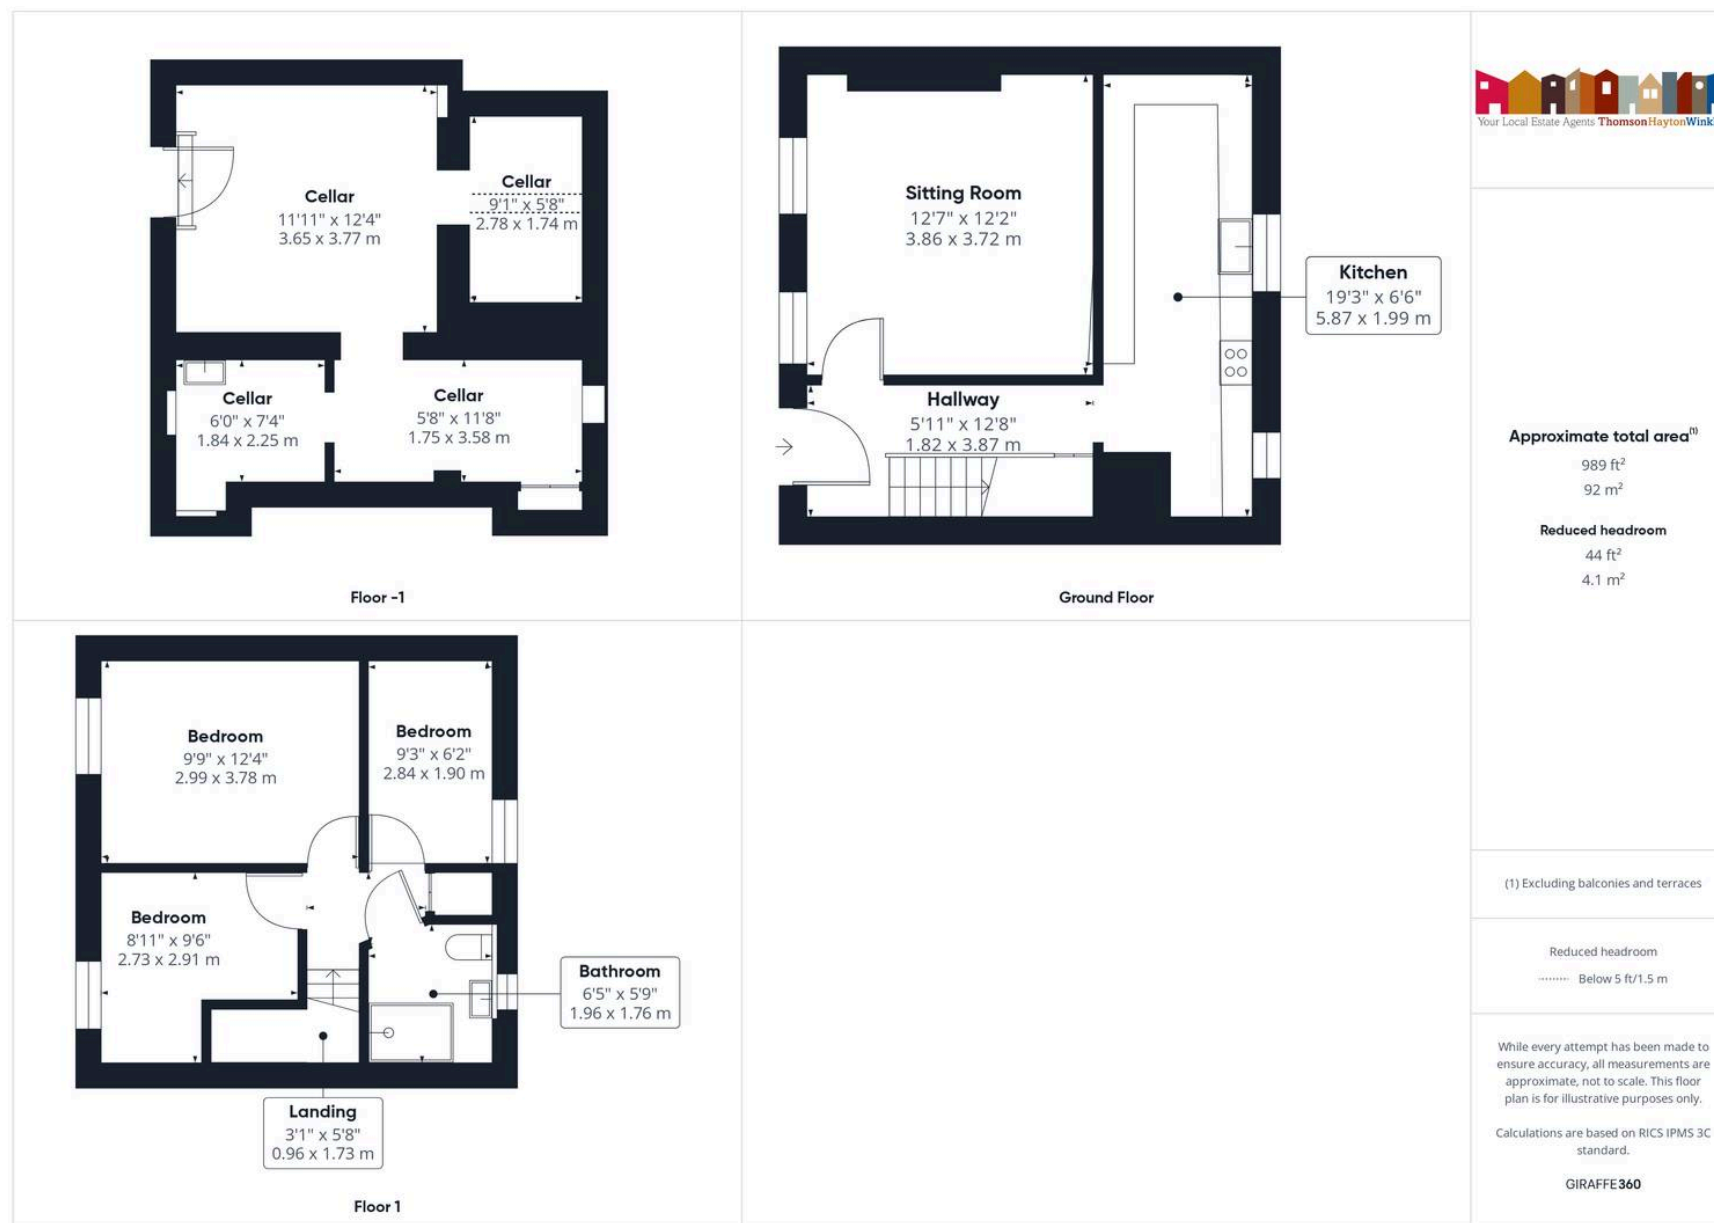 Cellar
11'11" x 12'4"
3.65 x 3.77 m
Cellar
9'1" x 5'8"
2.78 x 1.74 m
Cellar
6'0" x 7'4"
1.84 x 2.25 m
Cellar
5'8" x 11'8"
1.75 x 3.58 m
Floor -1
Sitting Room
12'7" x 12'2"
3.86 x 3.72 m
Kitchen
19'3" x 6'6"
5.87 x 1.99 m
Hallway
5'11" x 12'8"
1.82 x 3.87 m
Ground Floor
Bedroom
9'9" x 12'4"
2.99 x 3.78 m
Bedroom
9'3" x 6'2"
2.84 x 1.90 m
Bedroom
8'11" x 9'6"
2.73 x 2.91 m
Bathroom
6'5" x 5'9"
1.96 x 1.76 m
Landing
3'1" x 5'8"
0.96 x 1.73 m
Floor 1
Your Local Estate Agents ThomsonHaytonWink
Approximate total area(1)
989 ft²
92 m²
Reduced headroom
44 ft²
4.1 m²
(1) Excluding balconies and terraces
Reduced headroom
Below 5 ft/1.5 m
While every attempt has been made to
ensure accuracy, all measurements are
approximate, not to scale. This floor
plan is for illustrative purposes only.
Calculations are based on RICS IPMS 3C
standard.
GIRAFFE360